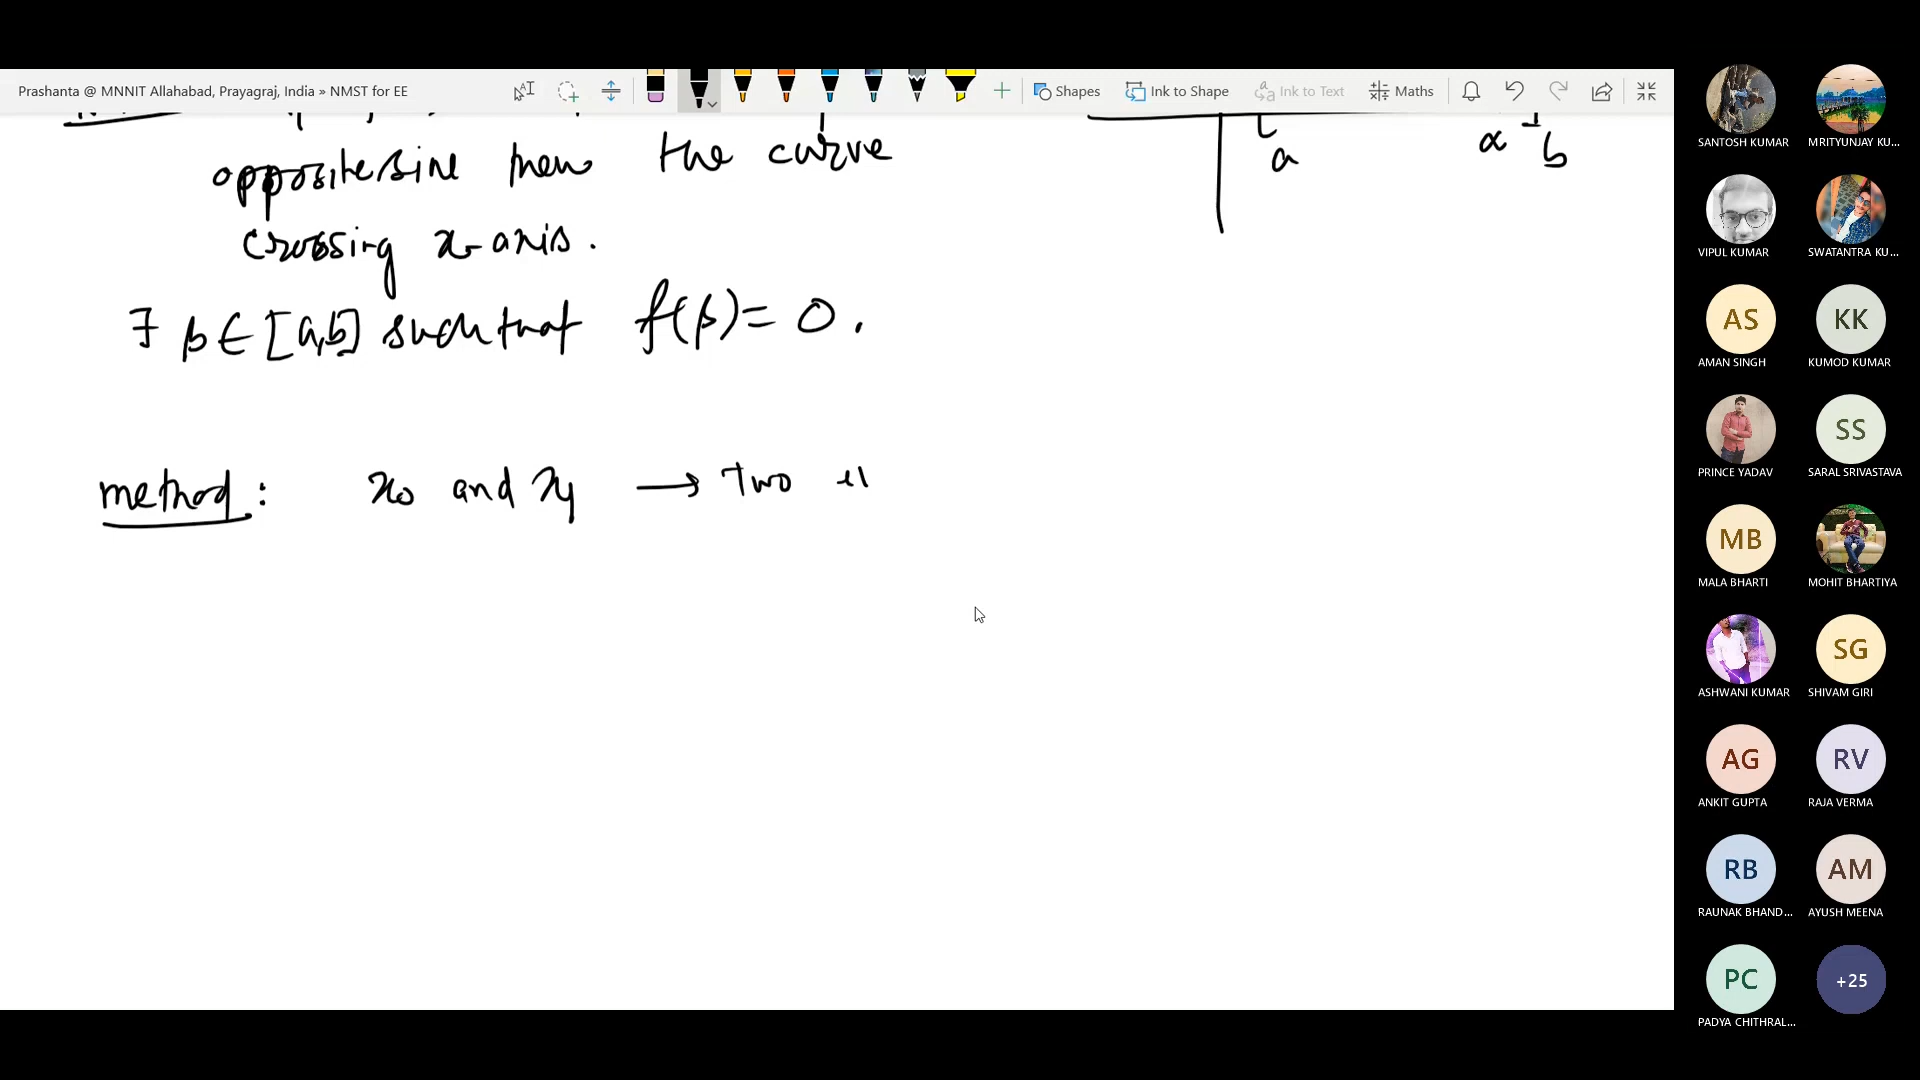 Prashanta @ MNNIT Allahabad, Prayagraj, India » NMST for EE
Shapes
Ink to Shape
Ink to Text
Maths
oppositesine then the curve
crossing x-axis.
∃ β ∈ [a,b] such that f(β) = 0.
a
α
b
method : x₀ and x₁ → Two
SANTOSH KUMAR
MRITYUNJAY KU...
VIPUL KUMAR
SWATANTRA KU...
AS
KK
AMAN SINGH
KUMOD KUMAR
SS
PRINCE YADAV
SARAL SRIVASTAVA
MB
MALA BHARTI
MOHIT BHARTIYA
SG
ASHWANI KUMAR
SHIVAM GIRI
AG
RV
ANKIT GUPTA
RAJA VERMA
RB
AM
RAUNAK BHAND...
AYUSH MEENA
PC
+25
PADYA CHITHRAL...